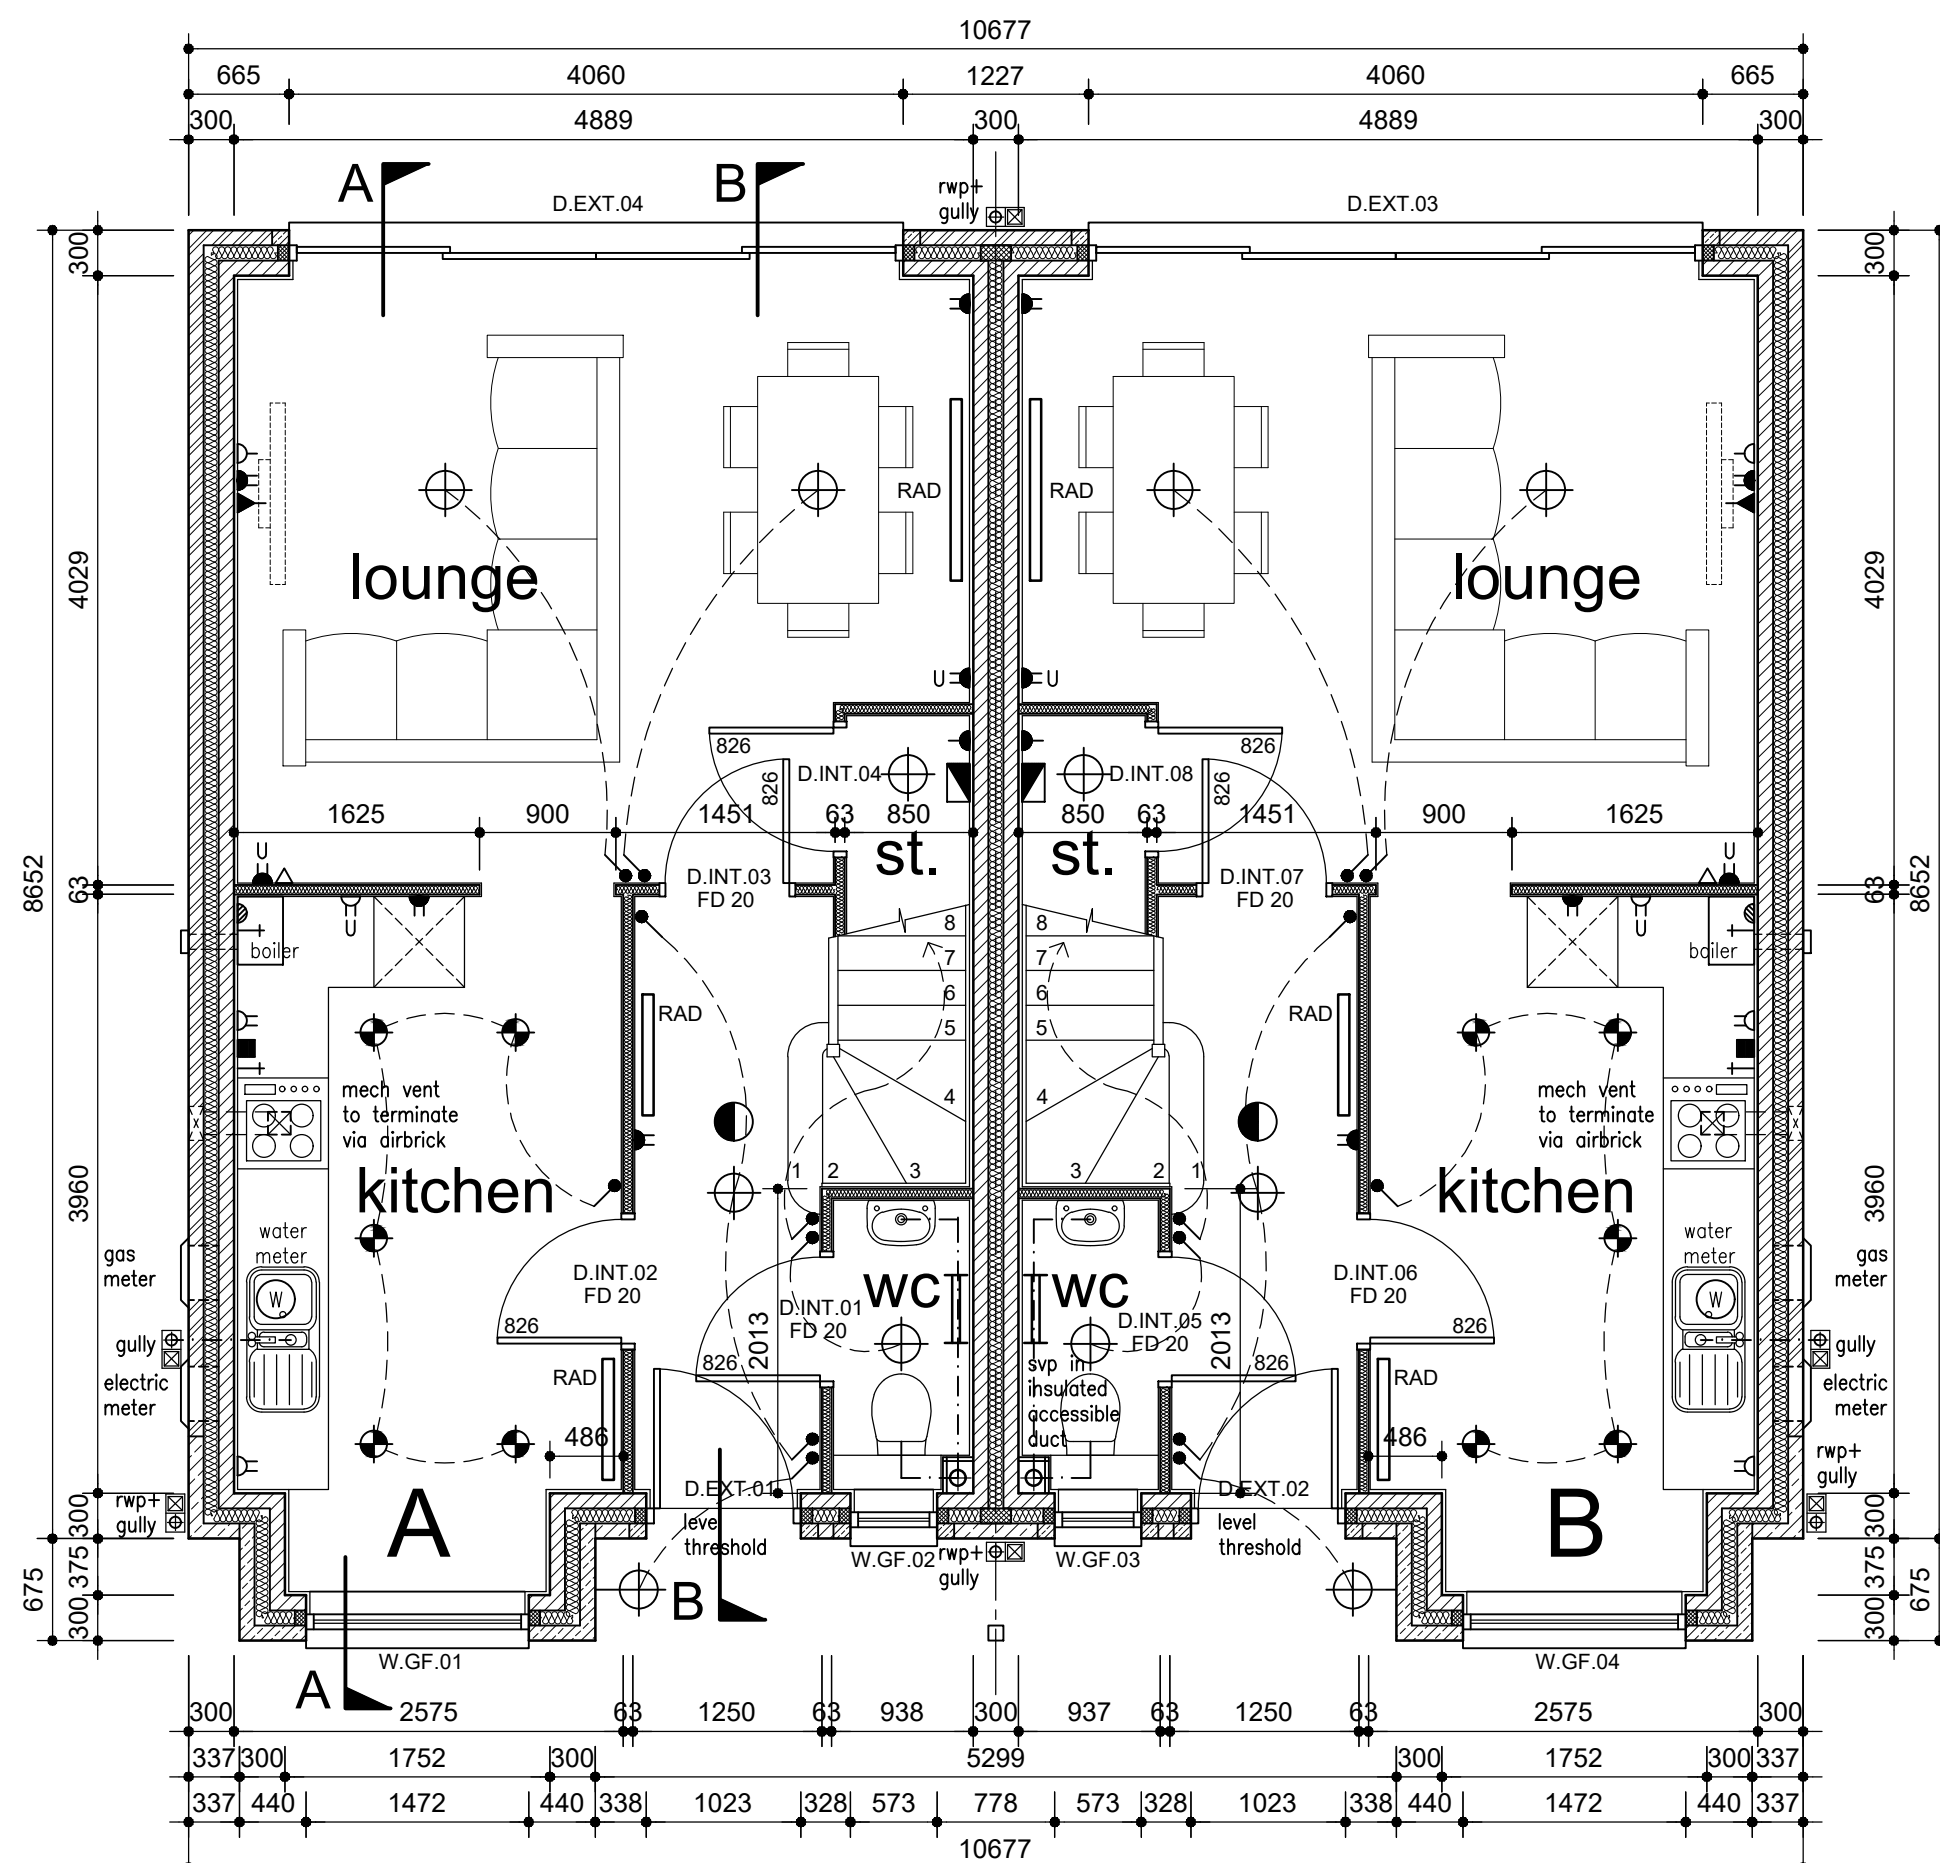 10677
665 4060 1227 4060 665
300 4889 300 4889 300
A B
rwp+
gully
D.EXT.04 D.EXT.03
300 300
RAD RAD
lounge lounge
4029 4029
U U
826 826
D.INT.04 D.INT.08
826 826
1625 900 1451 63 850 850 63 1451 900 1625
st. st.
U U
8652 63 63 8652
D.INT.03
FD 20
D.INT.07
FD 20
U U
boiler boiler
8 8
7 7
6 6
5 5
4 4
3 3
2 2
1 1
RAD RAD
mech vent
to terminate
via airbrick
mech vent
to terminate
via airbrick
kitchen kitchen
3960 3960
water
meter
water
meter
gas
meter
gas
meter
W W
D.INT.02
FD 20
D.INT.06
FD 20
wc wc
D.INT.01
FD 20
D.INT.05
FD 20
2013 2013
826 826
826 826
gully gully
electric
meter
electric
meter
RAD RAD
svp in
insulated
accessible
duct
486 486
rwp+
gully
rwp+
gully
D.EXT.01 D.EXT.02
level
threshold
level
threshold
A B
W.GF.02 W.GF.03
rwp+
gully
300 300
375 375
675 675
300 300
B
W.GF.01 W.GF.04
A
300 2575 63 1250 63 938 300 937 63 1250 63 2575 300
337 300 1752 300 5299 300 1752 300 337
337 440 1472 440 338 1023 328 573 778 573 328 1023 338 440 1472 440 337
10677